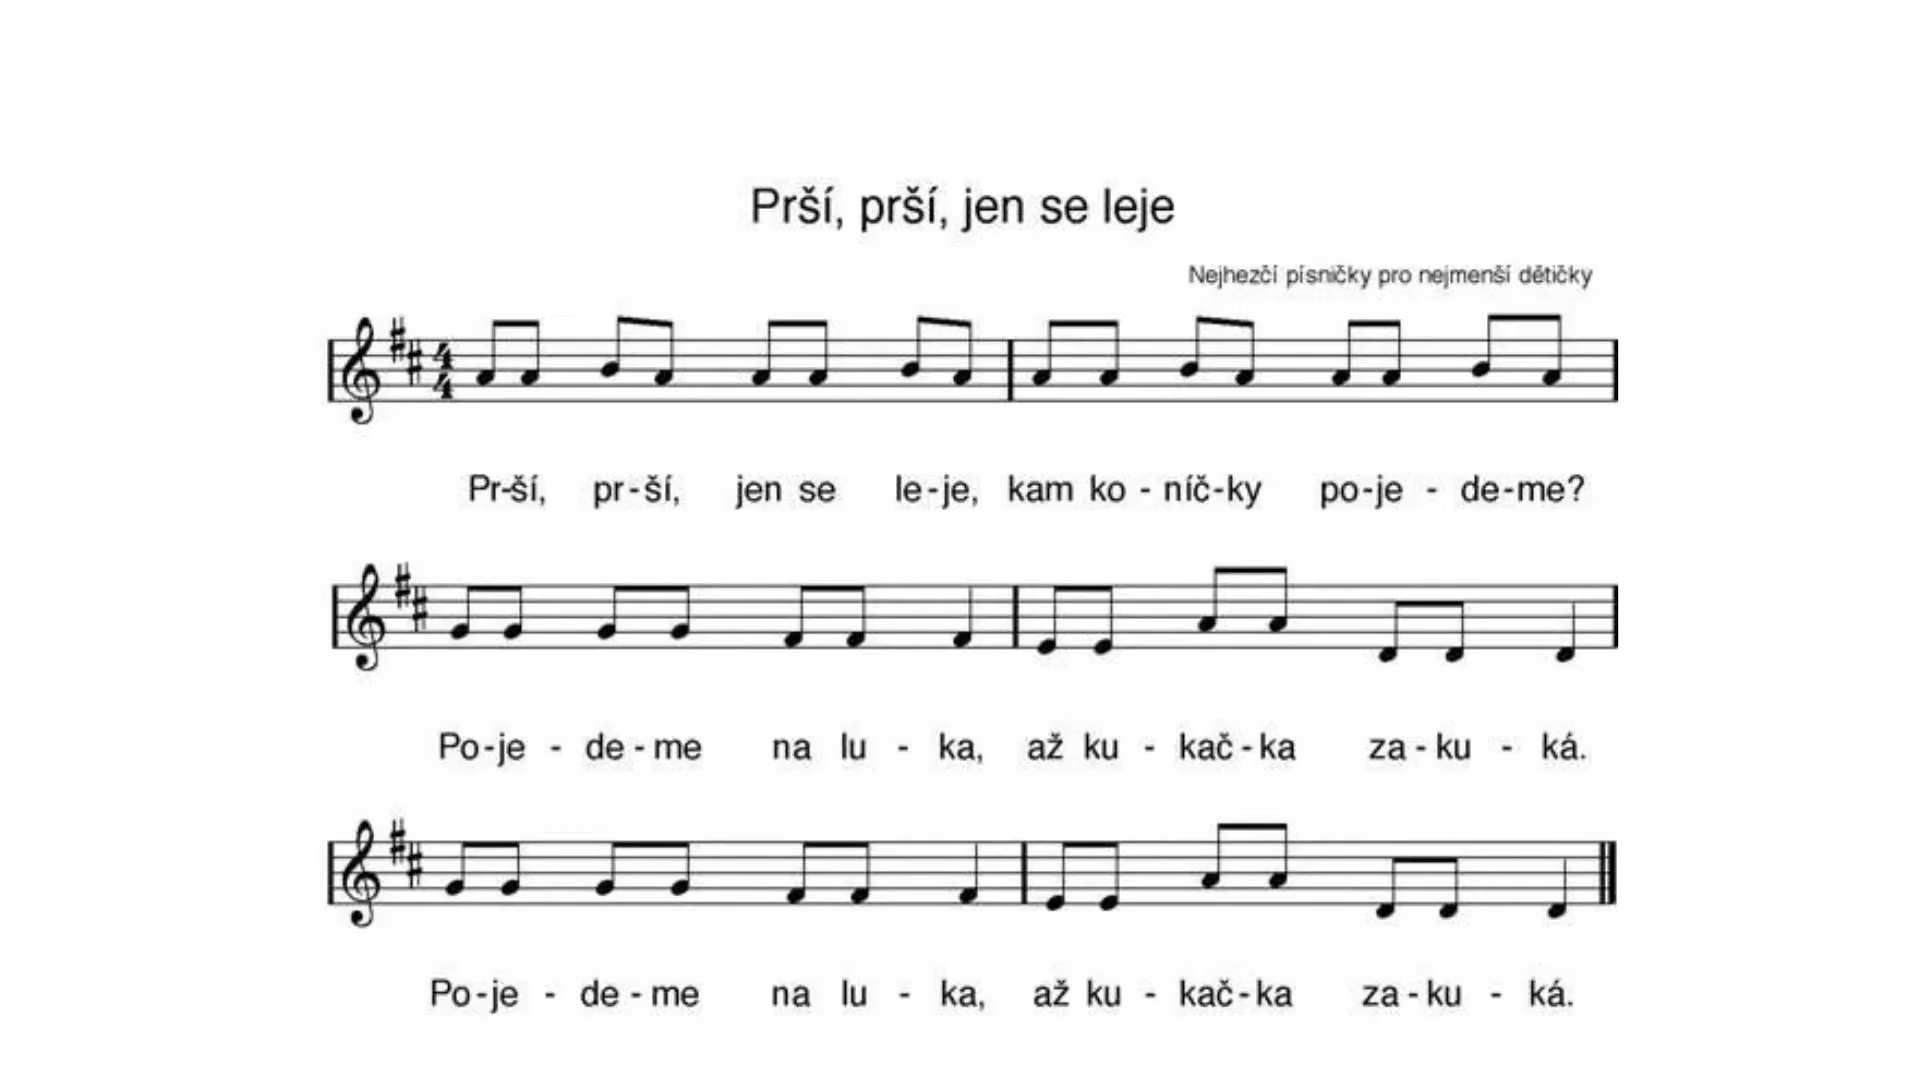 Prší, prší, jen se leje
Nejhezčí písničky pro nejmenší dětičky
4
4
Pr-ší, pr-ší, jen se le-je, kam ko - níč-ky po-je - de-me?
Po-je - de-me na lu - ka, až ku - kač-ka za-ku - ká.
Po-je - de-me na lu - ka, až ku - kač-ka za-ku - ká.